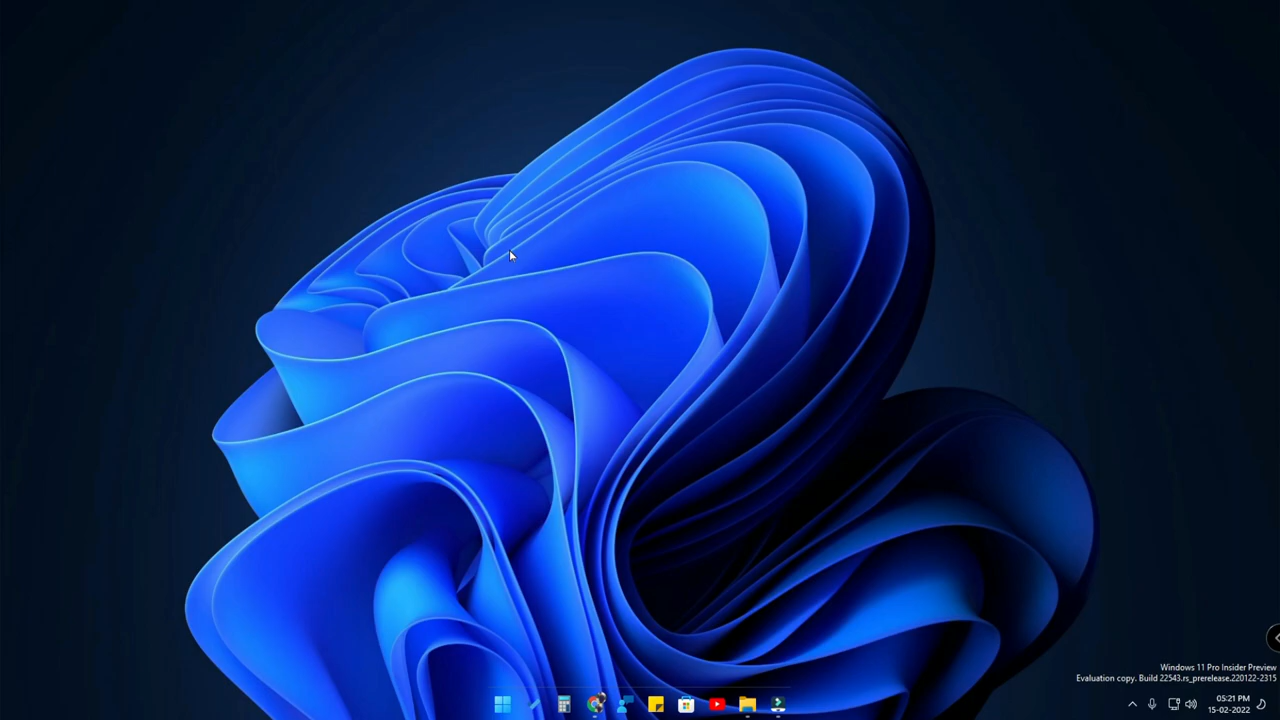 Windows 11 Pro Insider Preview
Evaluation copy. Build 22543.rs_prerelease.220122-2315
05:21 PM
15-02-2022